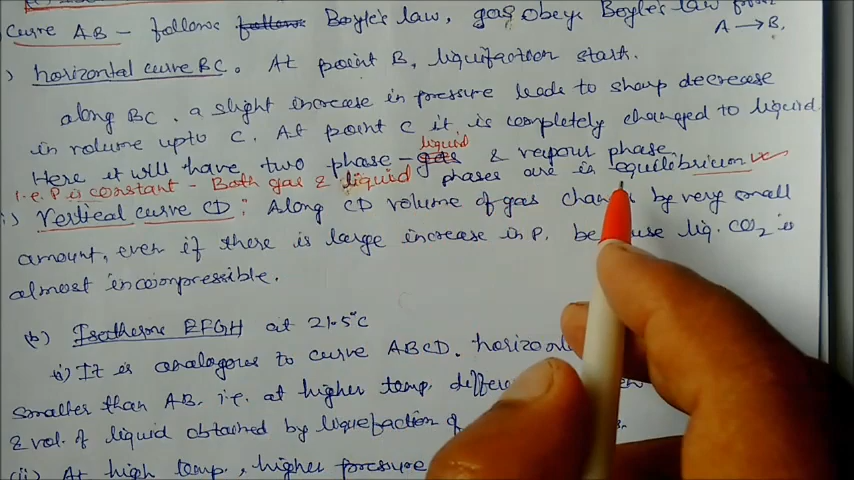 Curve AB - follows follows Boyle's law, gas obeys Boyle's law from
A → B.
) horizontal curve BC. At point B, liquifaction start.
along BC. a slight increase in pressure leads to sharp decrease
in volume upto C. At point C it is completely changed to liquid.
Here it will have two phase - gas liquid & vapour phase
i.e. P is constant - Both gas & liquid phases are in equilibrium
i) Vertical curve CD: Along CD volume of gas by very small
amount, even if there is large increase in P. liq. CO2 is
almost incompressible.
(b) Isotherm EFGH at 21.5°C
i) It is analogous to curve ABCD.
smaller than AB. i.e. at higher temp.
& vol. of liquid obtained by liquefaction of
(ii) At high temp, higher pressure